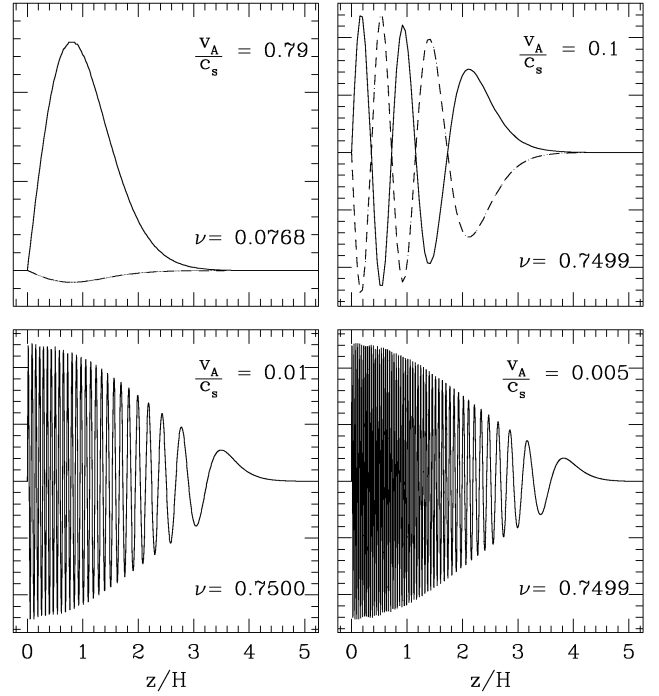 v_A/c_s = 0.79
ν= 0.0768
v_A/c_s = 0.1
ν= 0.7499
v_A/c_s = 0.01
ν= 0.7500
v_A/c_s = 0.005
ν= 0.7499
0 1 2 3 4 5
0 1 2 3 4 5
z/H
z/H